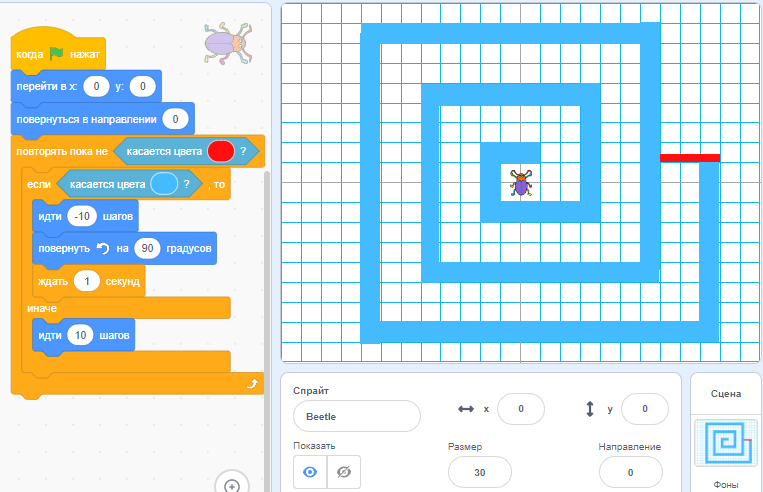 когда нажат
перейти в x: 0 y: 0
повернуться в направлении 0
повторять пока не касается цвета ?
если касается цвета ? , то
идти -10 шагов
повернуть на 90 градусов
ждать 1 секунд
иначе
идти 10 шагов
Спрайт
Beetle
x 0
y 0
Показать
Размер
30
Направление
0
Сцена
Фоны